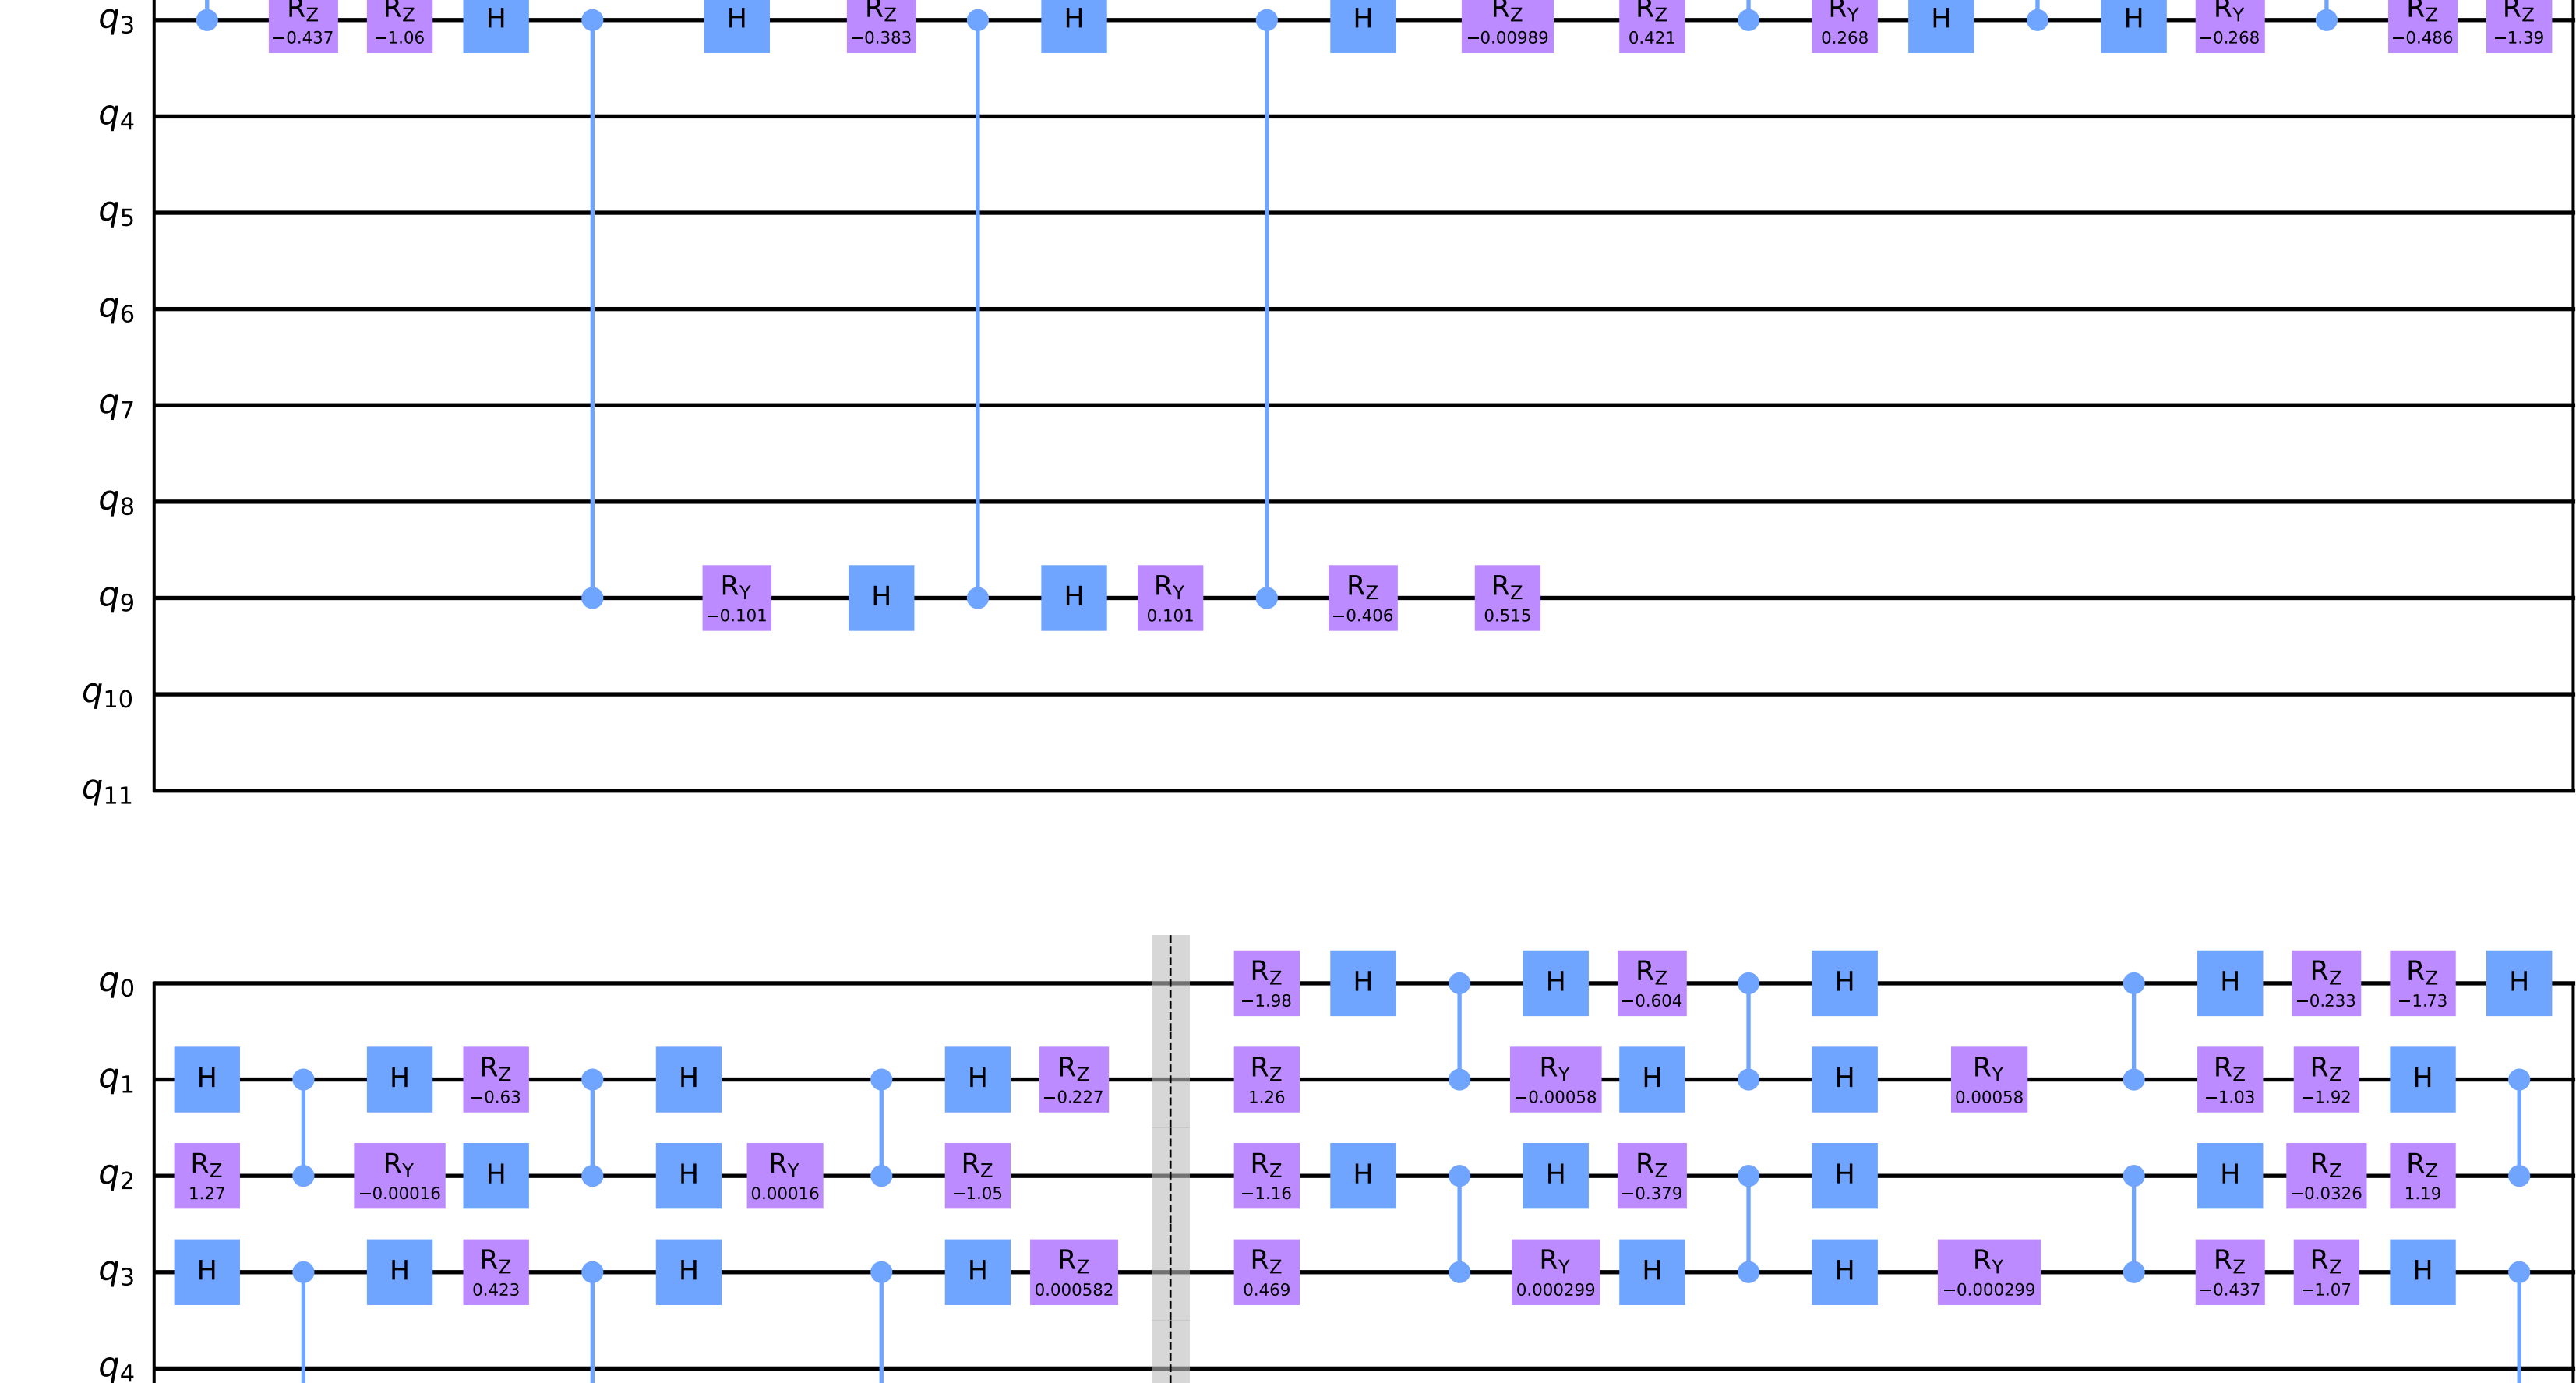 q3 RZ RZ H H RZ H H RZ RZ RY H H RY RZ RZ
−0.437 −1.06 −0.383 −0.00989 0.421 0.268 −0.268 −0.486 −1.39
q4
q5
q6
q7
q8
q9 RY H H RY RZ RZ
−0.101 0.101 −0.406 0.515
q10
q11
q0 RZ H H RZ H H RZ RZ H
−1.98 −0.604 −0.233 −1.73
q1 H H RZ H H RZ RZ RY H H RY RZ RZ H
−0.63 −0.227 1.26 −0.00058 0.00058 −1.03 −1.92
q2 RZ RY H H RY RZ RZ H H RZ H H RZ RZ
1.27 −0.00016 0.00016 −1.05 −1.16 −0.379 −0.0326 1.19
q3 H H RZ H H RZ RZ RY H H RY RZ RZ H
0.423 0.000582 0.469 0.000299 −0.000299 −0.437 −1.07
q4